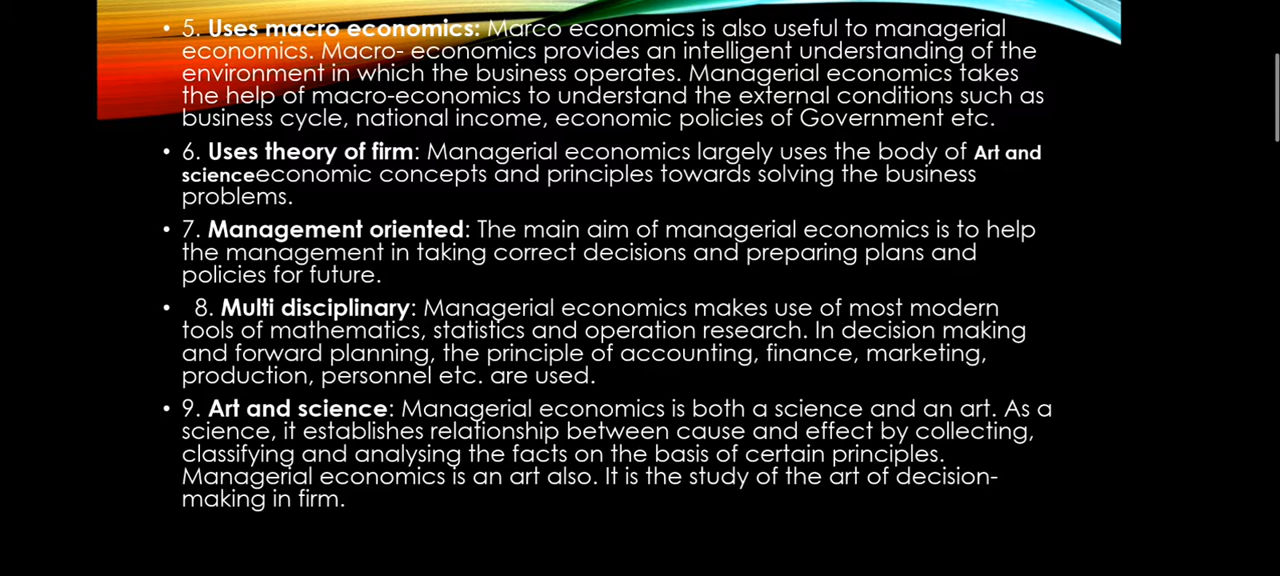 • 5. Uses macro economics: Marco economics is also useful to managerial
economics. Macro- economics provides an intelligent understanding of the
environment in which the business operates. Managerial economics takes
the help of macro-economics to understand the external conditions such as
business cycle, national income, economic policies of Government etc.
• 6. Uses theory of firm: Managerial economics largely uses the body of Art and
scienceeconomic concepts and principles towards solving the business
problems.
• 7. Management oriented: The main aim of managerial economics is to help
the management in taking correct decisions and preparing plans and
policies for future.
• 8. Multi disciplinary: Managerial economics makes use of most modern
tools of mathematics, statistics and operation research. In decision making
and forward planning, the principle of accounting, finance, marketing,
production, personnel etc. are used.
• 9. Art and science: Managerial economics is both a science and an art. As a
science, it establishes relationship between cause and effect by collecting,
classifying and analysing the facts on the basis of certain principles.
Managerial economics is an art also. It is the study of the art of decision-
making in firm.